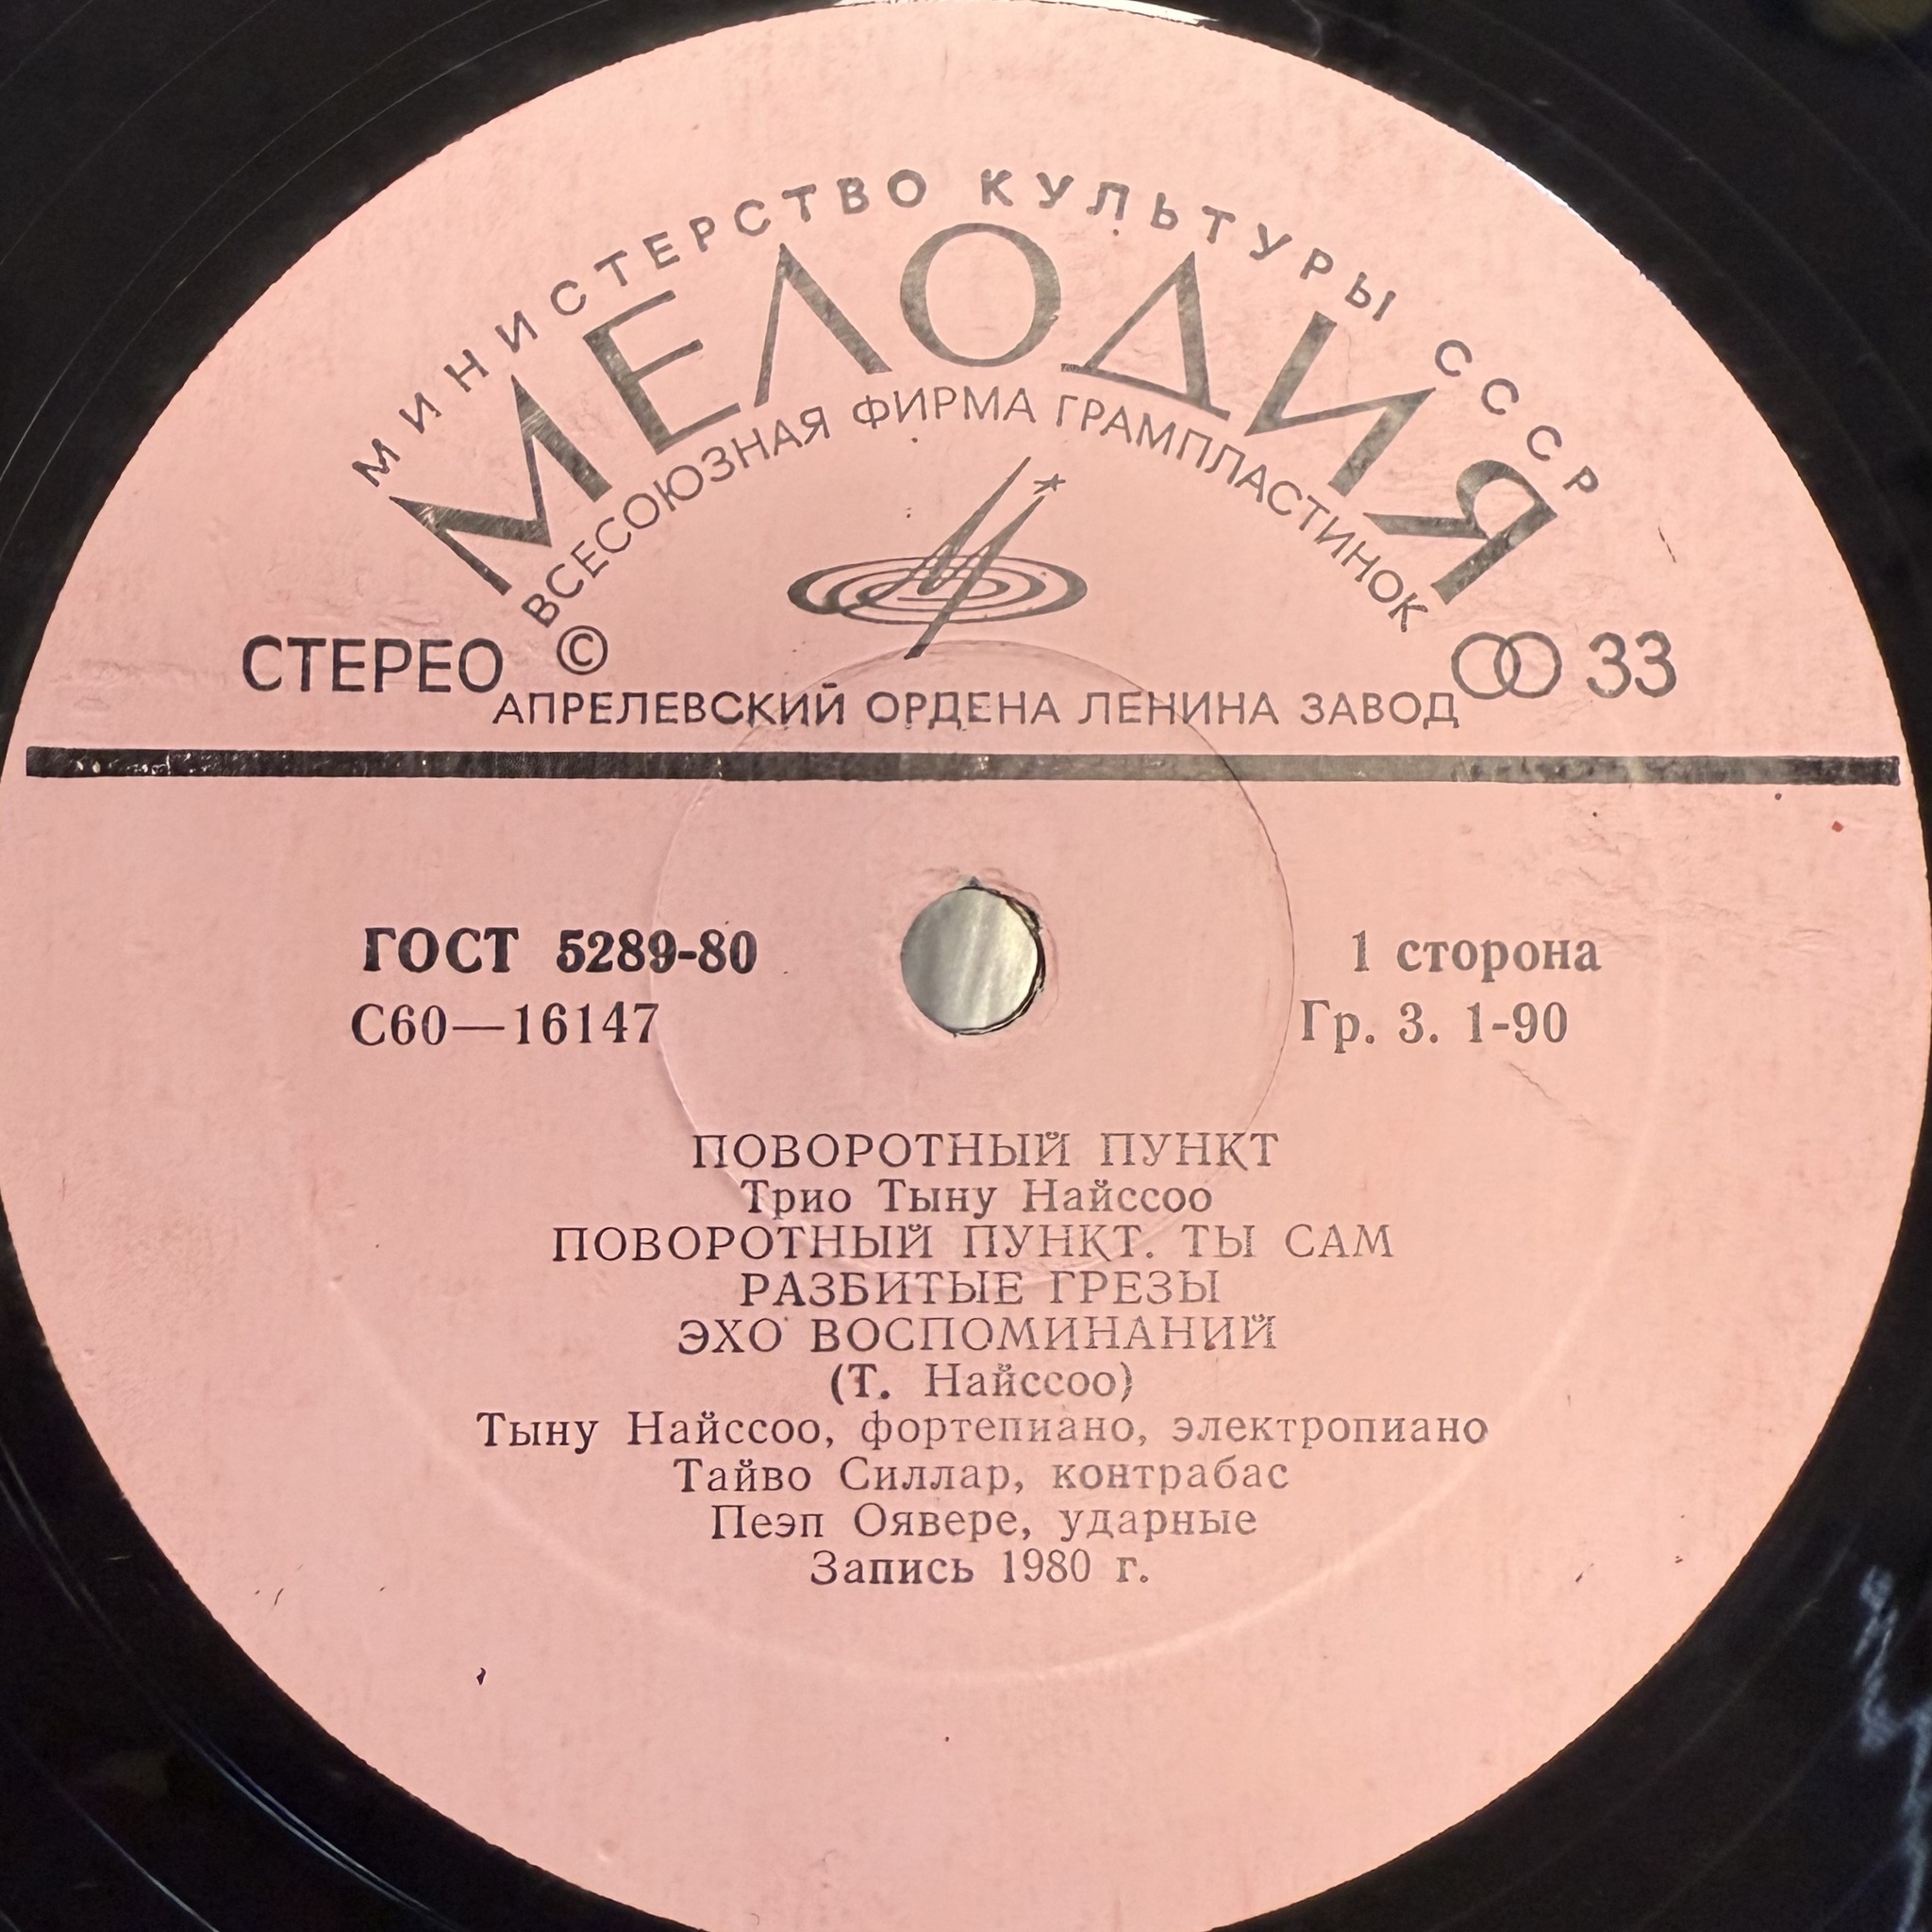 МИНИСТЕРСТВО КУЛЬТУРЫ СССР
МЕЛОДИЯ
ВСЕСОЮЗНАЯ ФИРМА ГРАМПЛАСТИНОК
СТЕРЕО © 33
АПРЕЛЕВСКИЙ ОРДЕНА ЛЕНИНА ЗАВОД
ГОСТ 5289-80 1 сторона
С60—16147 Гр. 3. 1-90
ПОВОРОТНЫЙ ПУНКТ
Трио Тыну Найссоо
ПОВОРОТНЫЙ ПУНКТ. ТЫ САМ
РАЗБИТЫЕ ГРЕЗЫ
ЭХО ВОСПОМИНАНИЙ
(Т. Найссоо)
Тыну Найссоо, фортепиано, электропиано
Тайво Силлар, контрабас
Пеэп Оявере, ударные
Запись 1980 г.